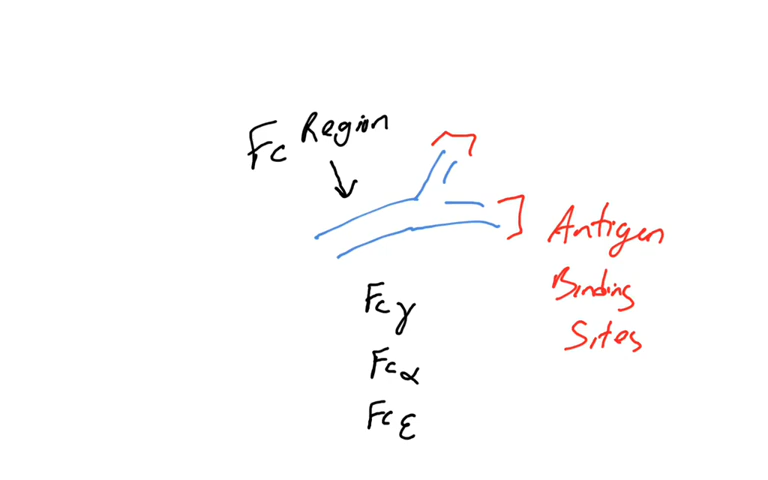 Fc Region
Antigen
Binding
Sites
Fcγ
Fcα
Fcε